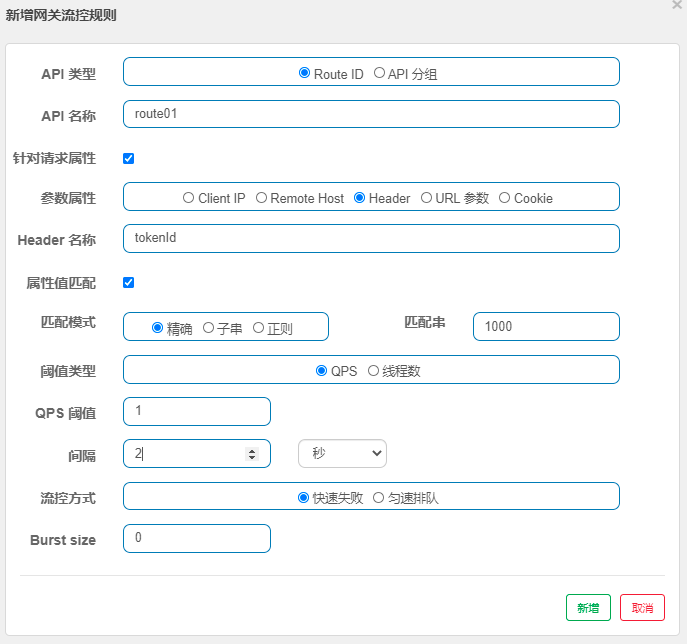 新增网关流控规则
×
API 类型 Route ID API 分组
API 名称 route01
针对请求属性
参数属性 Client IP Remote Host Header URL 参数 Cookie
Header 名称 tokenId
属性值匹配
匹配模式 精确 子串 正则 匹配串 1000
阈值类型 QPS 线程数
QPS 阈值 1
间隔 2 秒
流控方式 快速失败 匀速排队
Burst size 0
新增 取消